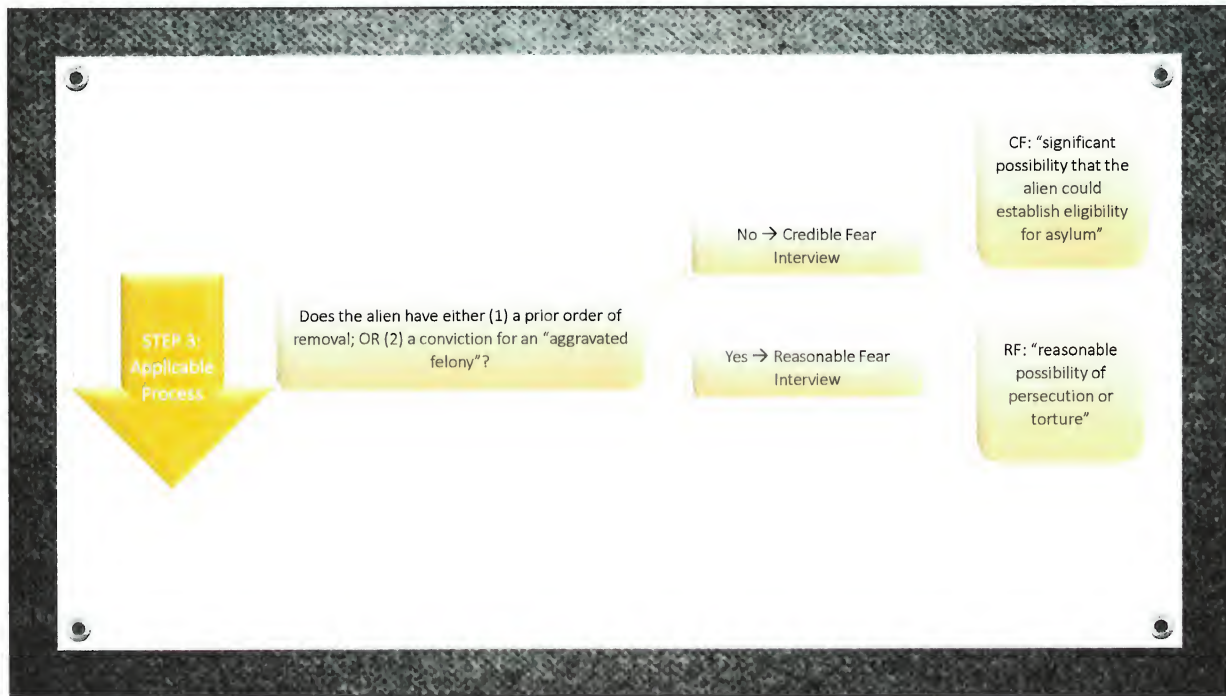 STEP 3:
Applicable
Process
Does the alien have either (1) a prior order of
removal; OR (2) a conviction for an “aggravated
felony”?
No → Credible Fear
Interview
Yes → Reasonable Fear
Interview
CF: “significant
possibility that the
alien could
establish eligibility
for asylum”
RF: “reasonable
possibility of
persecution or
torture”